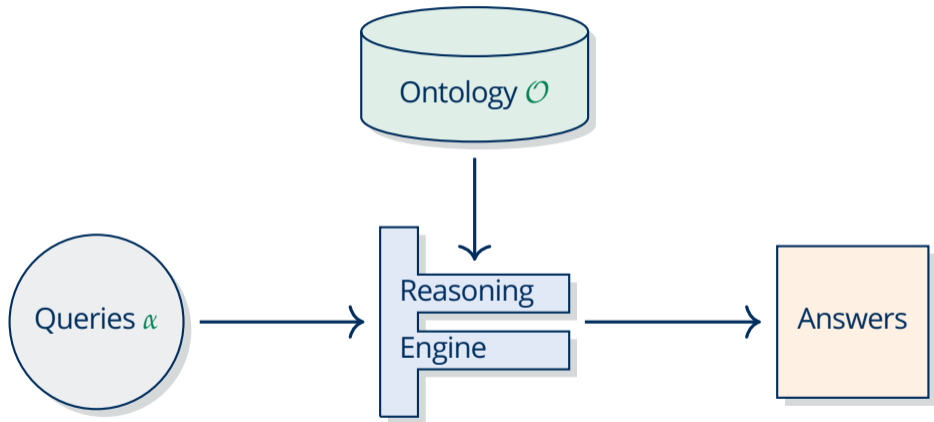 Ontology 𝒪
Queries α
Reasoning
Engine
Answers